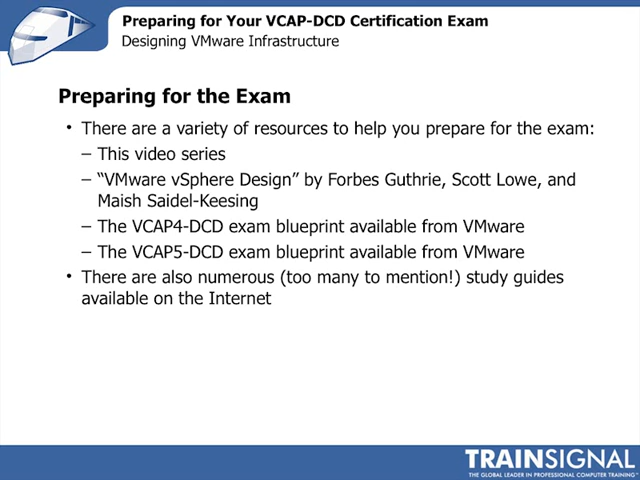 Preparing for Your VCAP-DCD Certification Exam
Designing VMware Infrastructure
Preparing for the Exam
• There are a variety of resources to help you prepare for the exam:
– This video series
– “VMware vSphere Design” by Forbes Guthrie, Scott Lowe, and
Maish Saidel-Keesing
– The VCAP4-DCD exam blueprint available from VMware
– The VCAP5-DCD exam blueprint available from VMware
• There are also numerous (too many to mention!) study guides
available on the Internet
TRAINSIGNAL
THE GLOBAL LEADER IN PROFESSIONAL COMPUTER TRAINING™